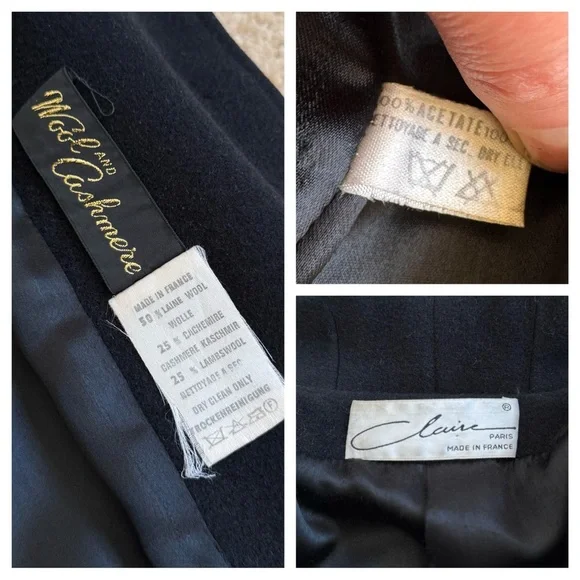 Wool AND
Cashmere
MADE IN FRANCE
50 % LAINE WOOL
WOLLE
25 % CACHEMIRE
CASHMERE KASCHMIR
25 % LAMBSWOOL
NETTOYAGE A SEC
DRY CLEAN ONLY
TROCKENREINIGUNG
F
100% ACETATE 100
NETTOYAGE A SEC. DRY CLE
Claire ®
PARIS
MADE IN FRANCE